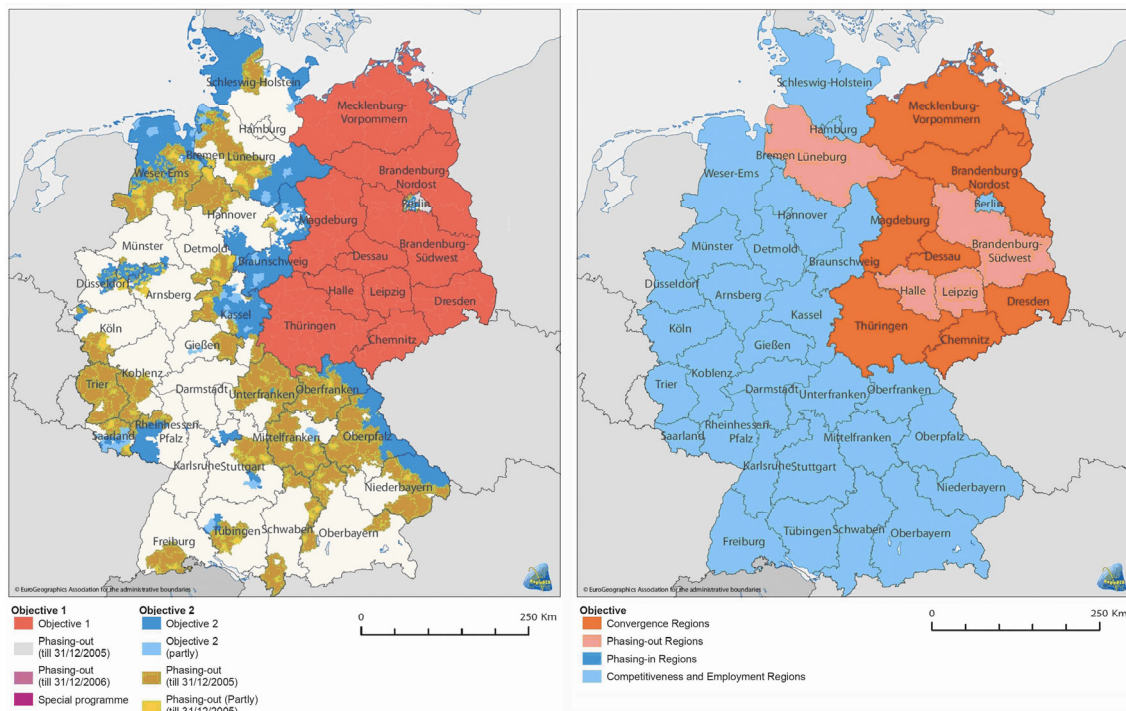 Schleswig-Holstein
Mecklenburg-
Vorpommern
Hamburg
Bremen
Lüneburg
Weser-Ems
Brandenburg-
Nordost
Berlin
Hannover
Magdeburg
Münster
Detmold
Braunschweig
Brandenburg-
Südwest
Dessau
Düsseldorf
Arnsberg
Halle
Leipzig
Dresden
Kassel
Köln
Thüringen
Chemnitz
Gießen
Koblenz
Trier
Darmstadt
Unterfranken
Oberfranken
Rheinhessen-
Pfalz
Saarland
Mittelfranken
Oberpfalz
Karlsruhe
Stuttgart
Niederbayern
Tübingen
Schwaben
Oberbayern
Freiburg
© EuroGeographics Association for the administrative boundaries
Objective 1
Objective 1
Phasing-out
(till 31/12/2005)
Phasing-out
(till 31/12/2006)
Special programme
Objective 2
Objective 2
Objective 2
(partly)
Phasing-out
(till 31/12/2005)
Phasing-out (Partly)
(till 31/12/2005)
0
250 Km
Schleswig-Holstein
Mecklenburg-
Vorpommern
Hamburg
Bremen
Lüneburg
Weser-Ems
Brandenburg-
Nordost
Berlin
Hannover
Magdeburg
Münster
Detmold
Braunschweig
Brandenburg-
Südwest
Dessau
Düsseldorf
Arnsberg
Halle
Leipzig
Dresden
Kassel
Köln
Thüringen
Chemnitz
Gießen
Koblenz
Trier
Darmstadt
Unterfranken
Oberfranken
Rheinhessen-
Pfalz
Saarland
Mittelfranken
Oberpfalz
Karlsruhe
Stuttgart
Niederbayern
Tübingen
Schwaben
Oberbayern
Freiburg
© EuroGeographics Association for the administrative boundaries
Objective
Convergence Regions
Phasing-out Regions
Phasing-in Regions
Competitiveness and Employment Regions
0
250 Km